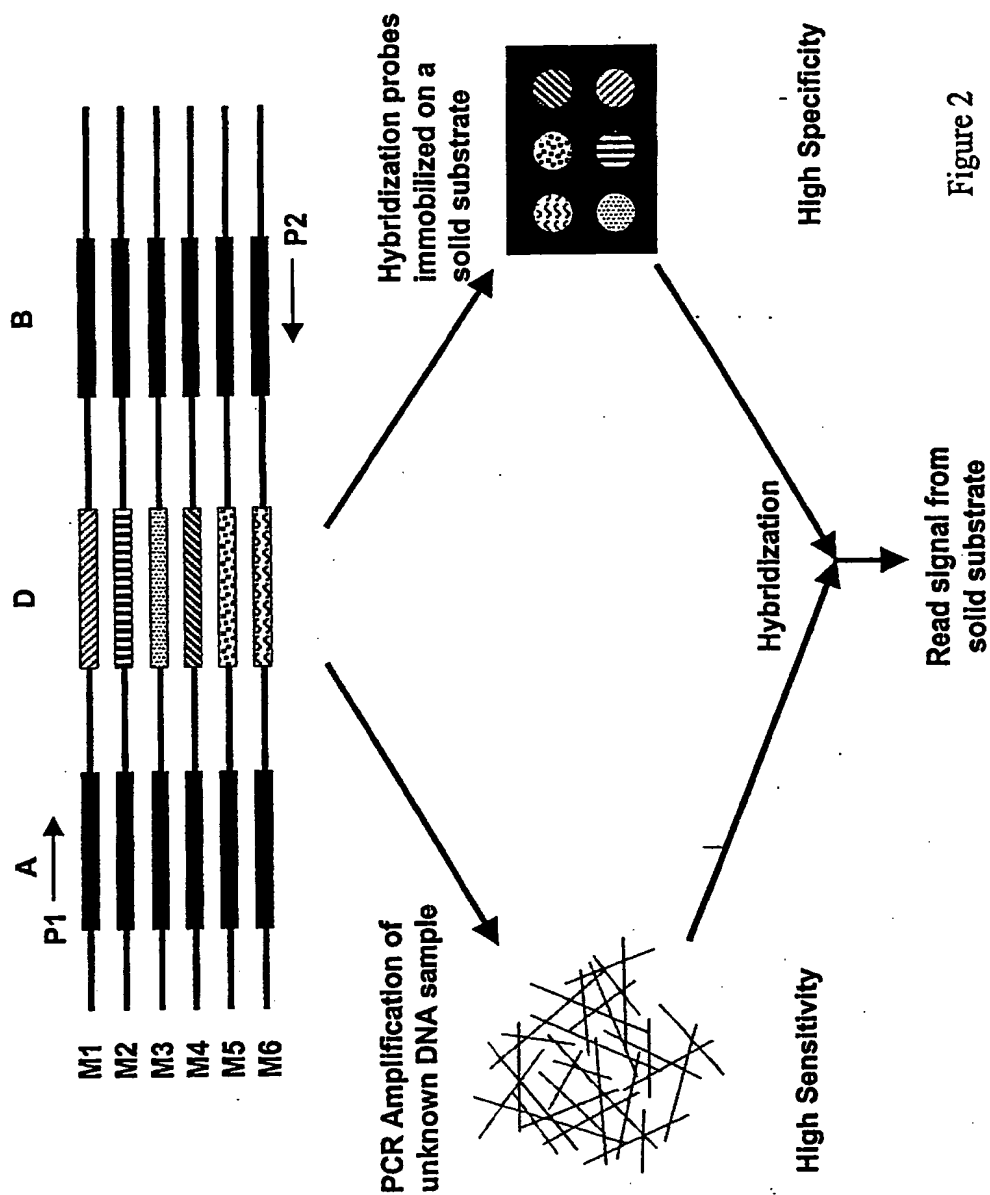 A
D
B
P1
M1
M2
M3
M4
M5
M6
P2
PCR Amplification of
unknown DNA sample
Hybridization probes
immobilized on a
solid substrate
High Sensitivity
Hybridization
High Specificity
Read signal from
solid substrate
Figure 2